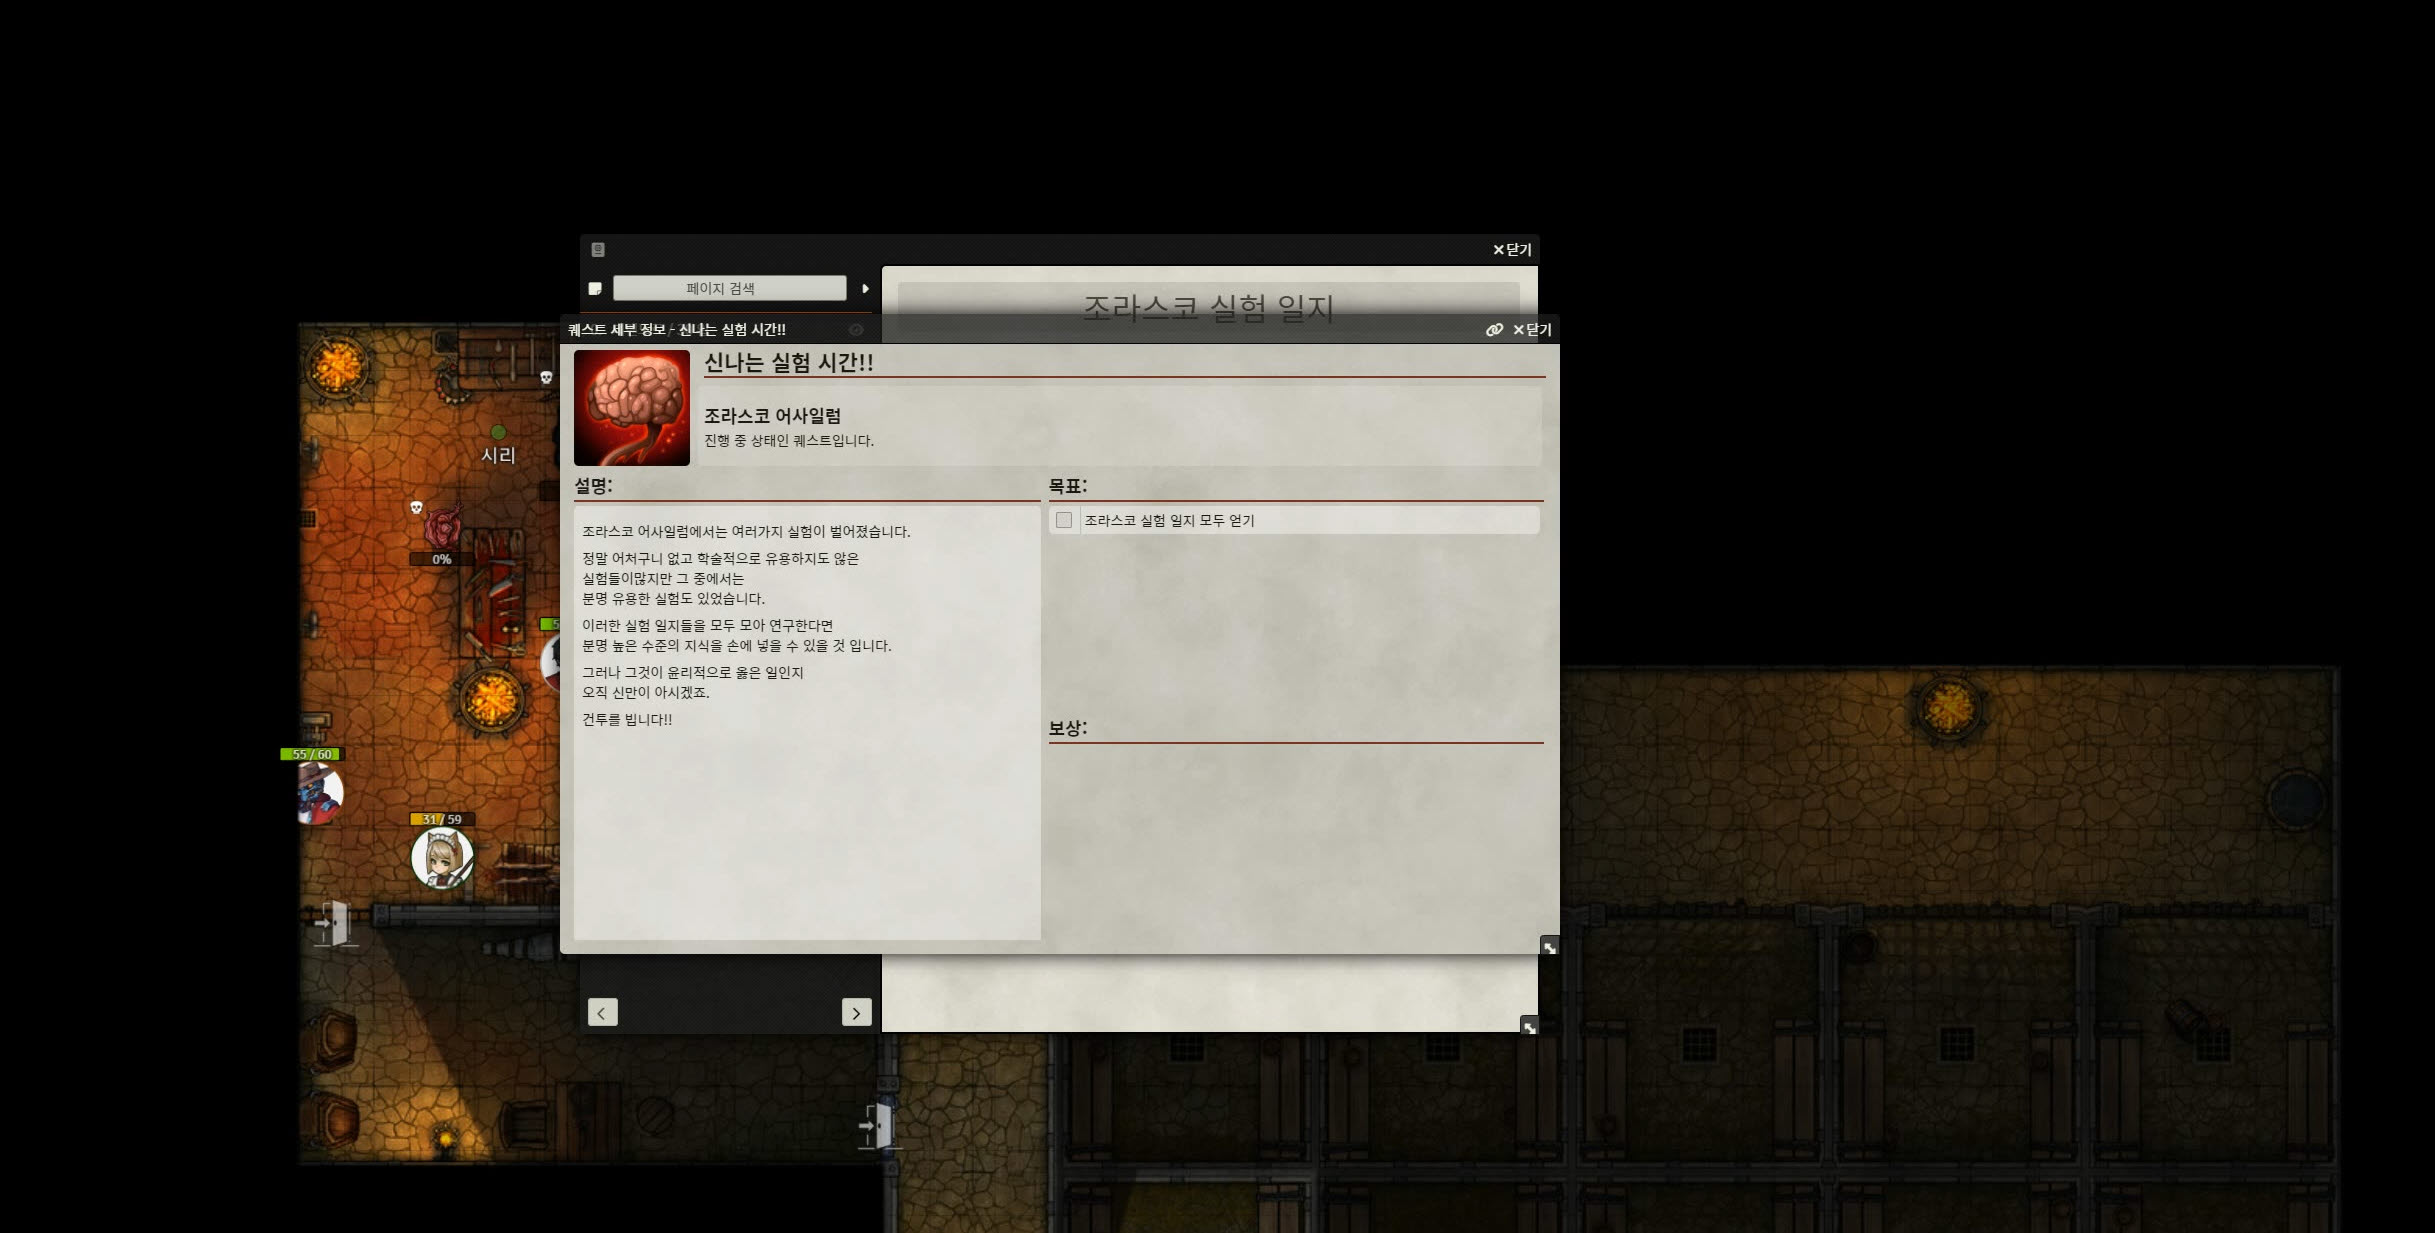 닫기
페이지 검색
조라스코 실험 일지
퀘스트 세부 정보 - 신나는 실험 시간!!
닫기
신나는 실험 시간!!
조라스코 어사일럼
진행 중 상태인 퀘스트입니다.
설명:
조라스코 어사일럼에서는 여러가지 실험이 벌어졌습니다.
정말 어처구니 없고 학술적으로 유용하지도 않은
실험들이많지만 그 중에서는
분명 유용한 실험도 있었습니다.
이러한 실험 일지들을 모두 모아 연구한다면
분명 높은 수준의 지식을 손에 넣을 수 있을 것 입니다.
그러나 그것이 윤리적으로 옳은 일인지
오직 신만이 아시겠죠.
건투를 빕니다!!
목표:
조라스코 실험 일지 모두 얻기
보상:
시리
0%
5
55 / 60
31 / 59